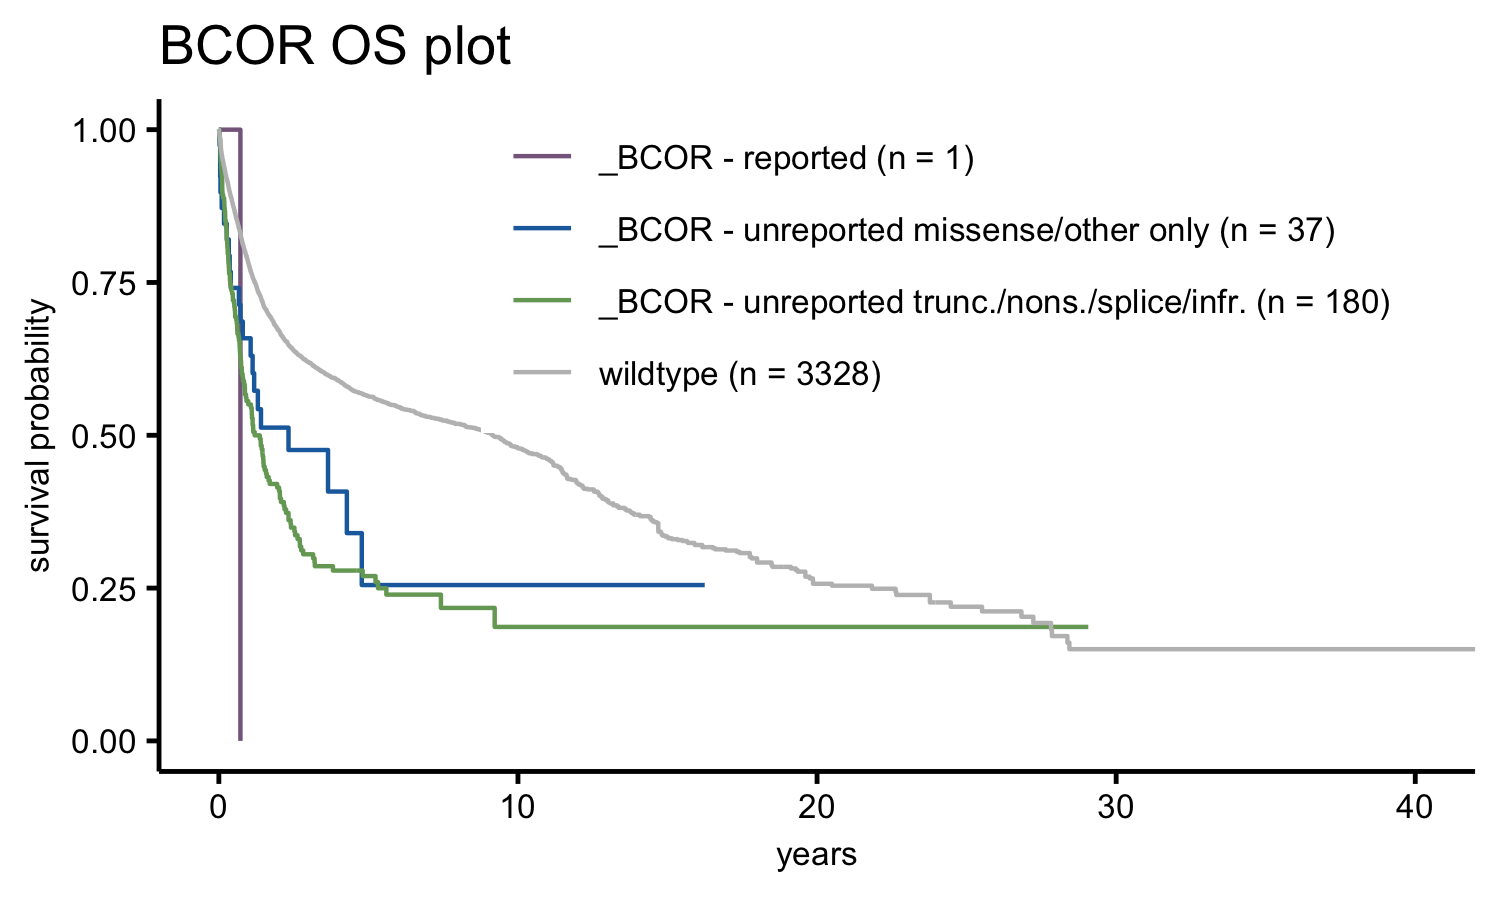 BCOR OS plot
1.00
0.75
0.50
0.25
0.00
survival probability
_BCOR - reported (n = 1)
_BCOR - unreported missense/other only (n = 37)
_BCOR - unreported trunc./nons./splice/infr. (n = 180)
wildtype (n = 3328)
0 10 20 30 40
years